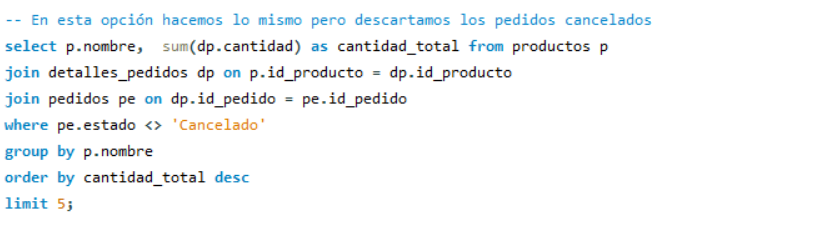 -- En esta opción hacemos lo mismo pero descartamos los pedidos cancelados
select p.nombre,  sum(dp.cantidad) as cantidad_total from productos p
join detalles_pedidos dp on p.id_producto = dp.id_producto
join pedidos pe on dp.id_pedido = pe.id_pedido
where pe.estado <> 'Cancelado'
group by p.nombre
order by cantidad_total desc
limit 5;